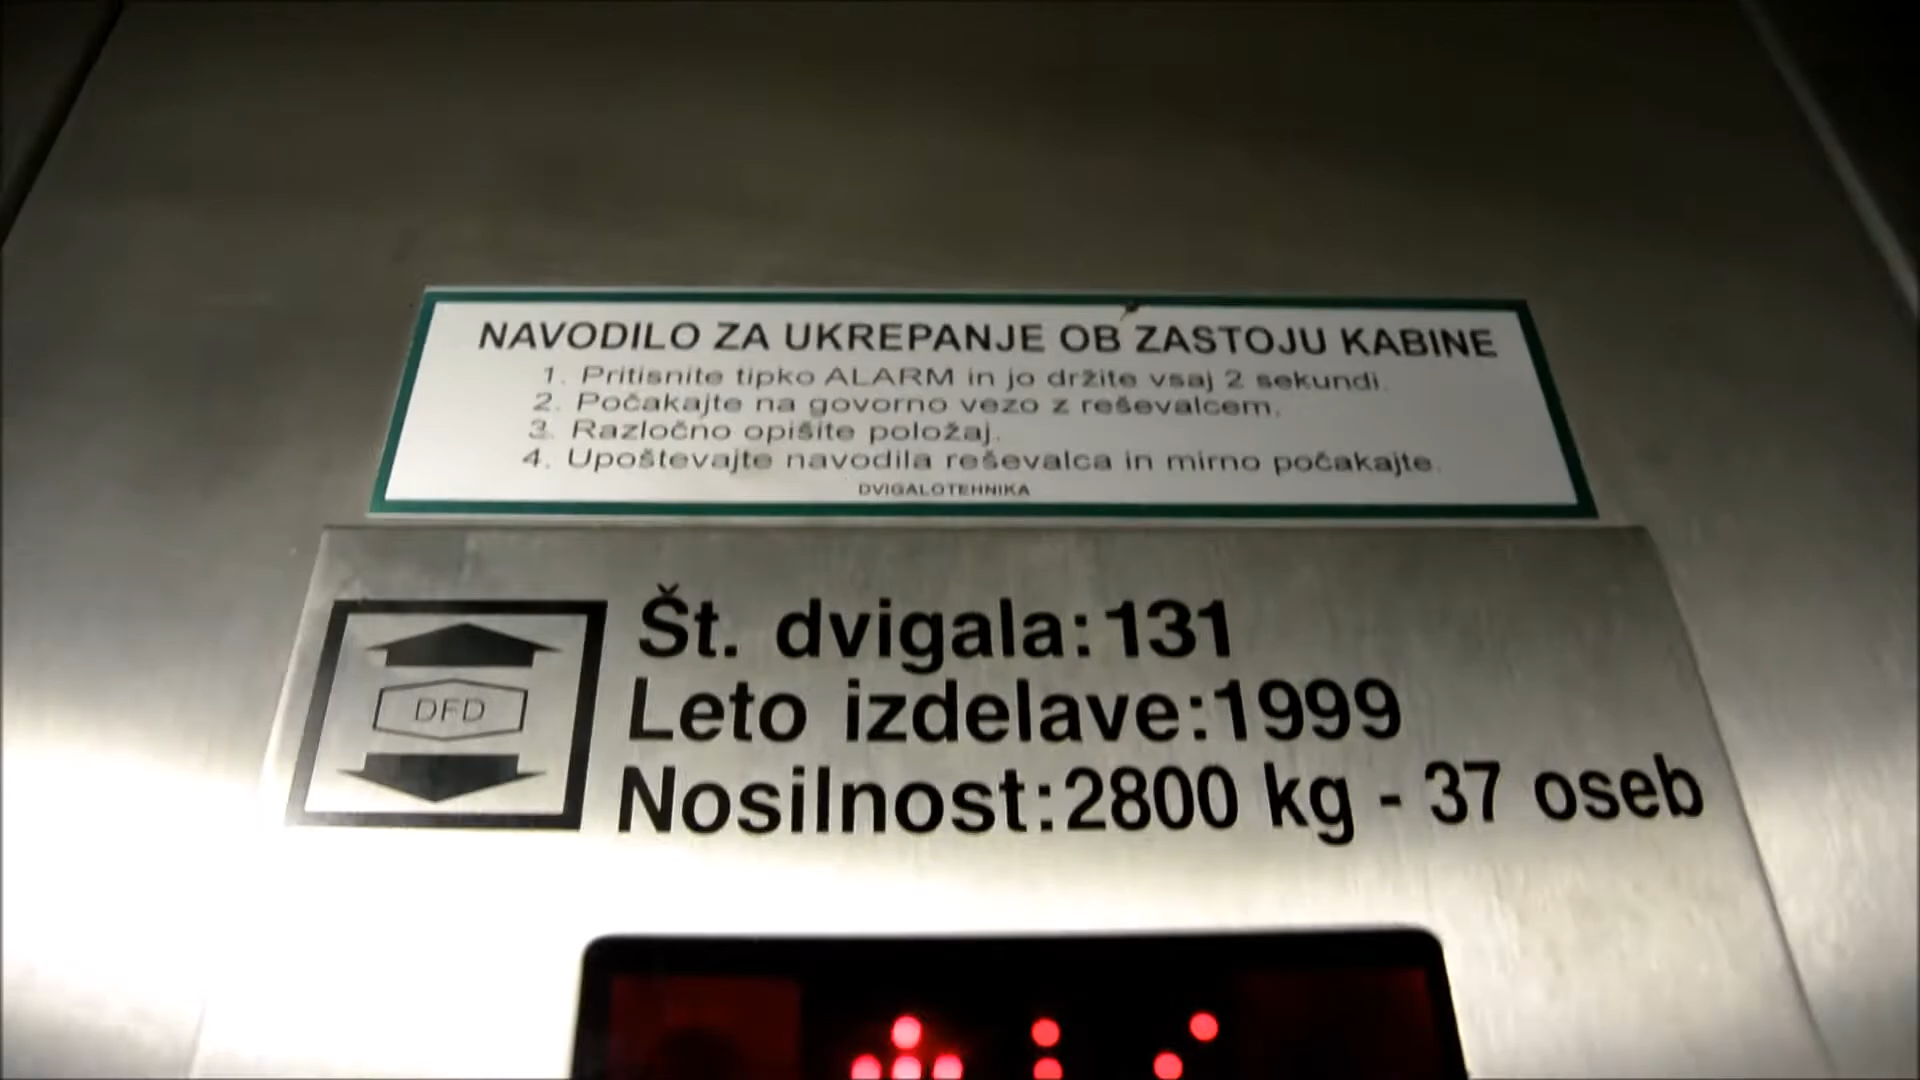 NAVODILO ZA UKREPANJE OB ZASTOJU KABINE
1. Pritisnite tipko ALARM in jo držite vsaj 2 sekundi.
2. Počakajte na govorno vezo z reševalcem.
3. Razločno opišite položaj.
4. Upoštevajte navodila reševalca in mirno počakajte.
DVIGALOTEHNIKA
Št. dvigala:131
DFD
Leto izdelave:1999
Nosilnost:2800 kg - 37 oseb